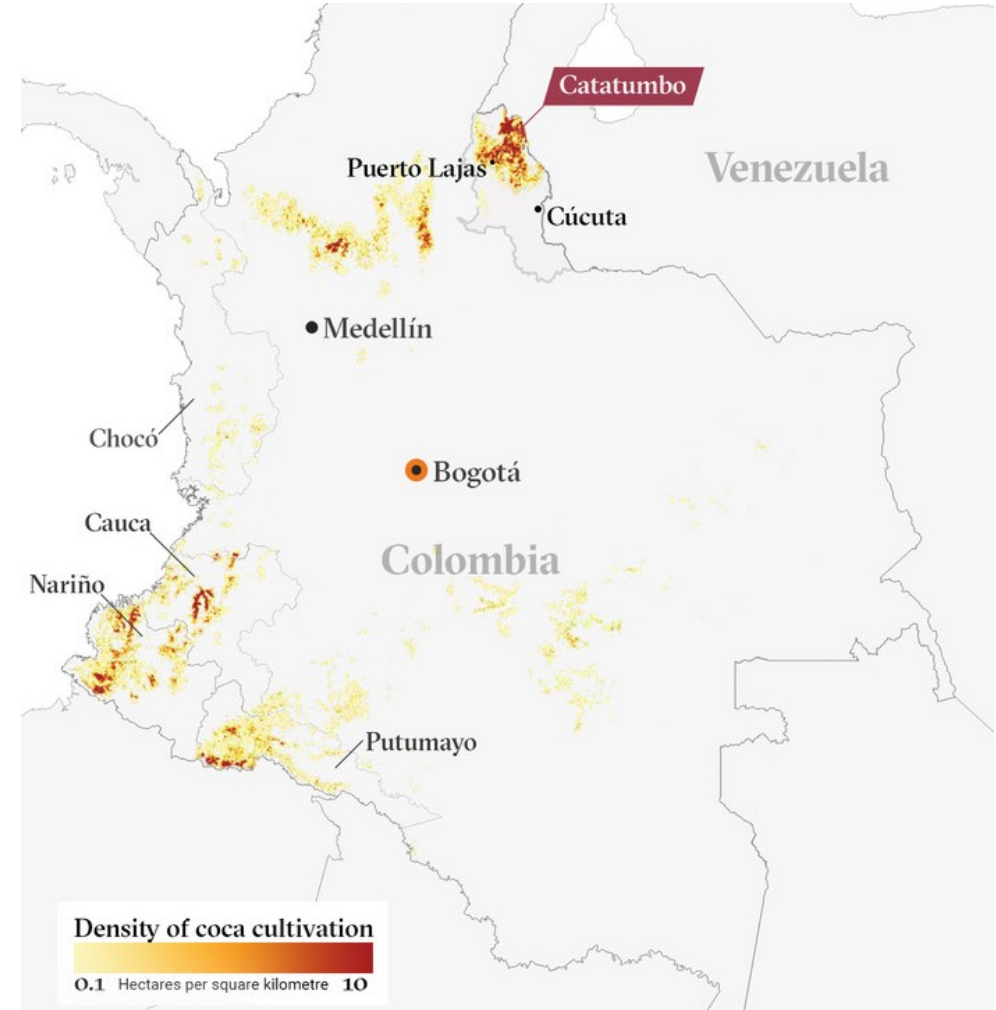 Catatumbo
Venezuela
Puerto Lajas
Cúcuta
Medellín
Chocó
Bogotá
Cauca
Colombia
Nariño
Putumayo
Density of coca cultivation
0.1 Hectares per square kilometre 10